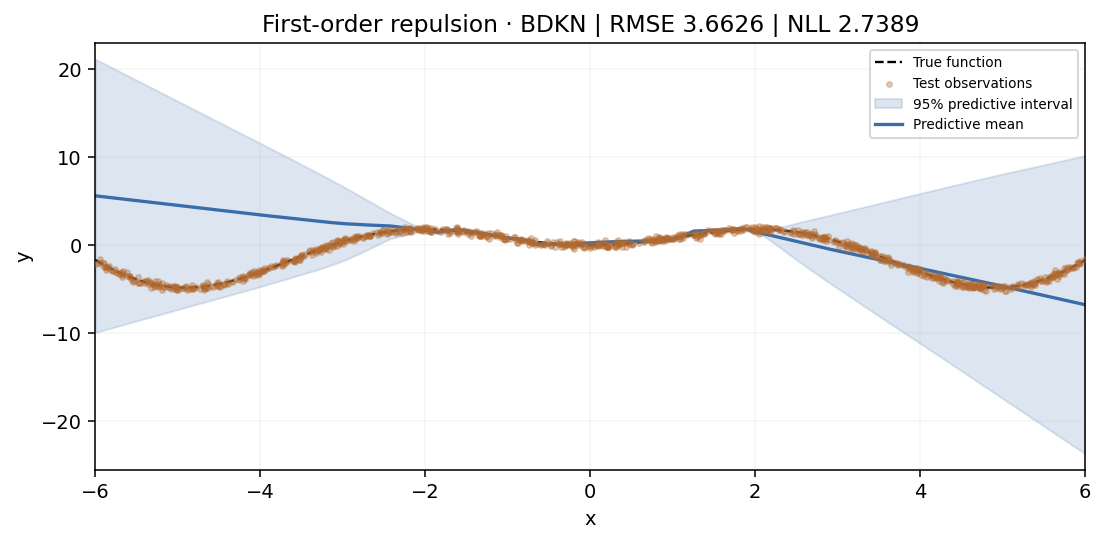 First-order repulsion · BDKN | RMSE 3.6626 | NLL 2.7389
True function
Test observations
95% predictive interval
Predictive mean
20
10
0
−10
−20
y
−6
−4
−2
0
2
4
6
x